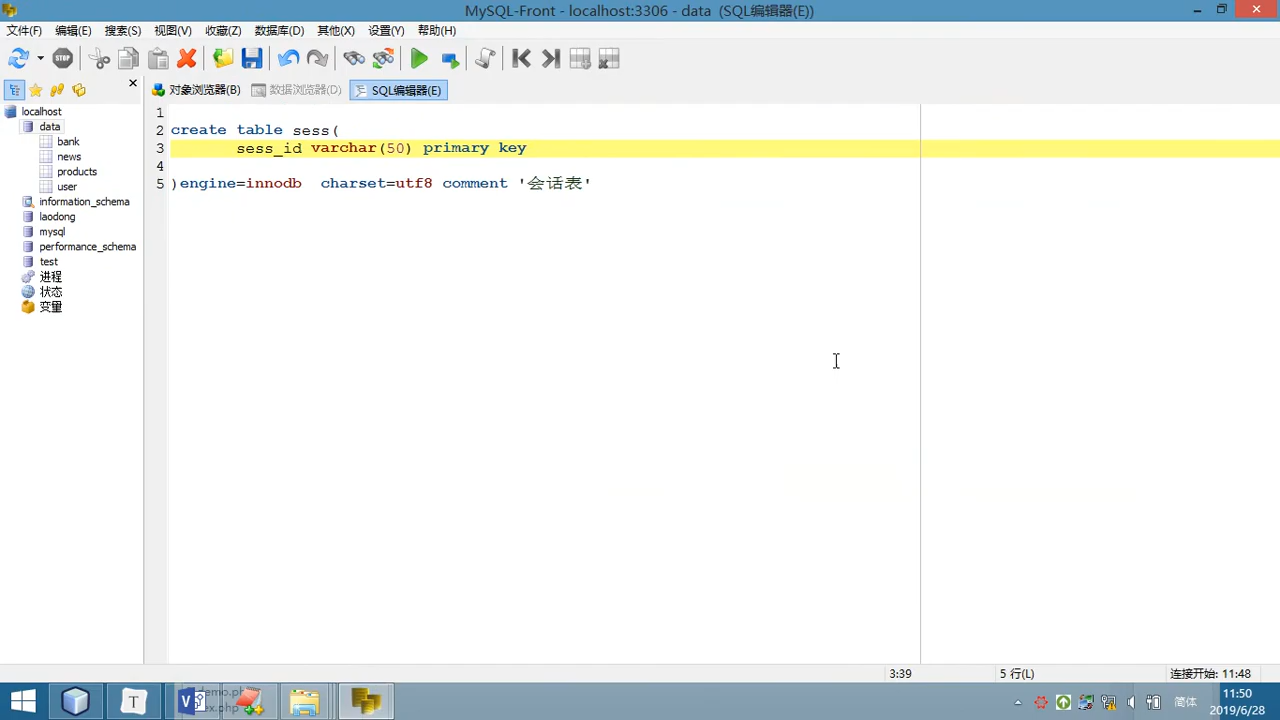 MySQL-Front - localhost:3306 - data (SQL编辑器(E))
文件(F) 编辑(E) 搜索(S) 视图(V) 收藏(Z) 数据库(D) 其他(X) 设置(Y) 帮助(H)
STOP
对象浏览器(B) 数据浏览器(D) SQL编辑器(E)
localhost
data
bank
news
products
user
information_schema
laodong
mysql
performance_schema
test
进程
状态
变量
1
2 create table sess(
3 sess_id varchar(50) primary key
4
5 )engine=innodb charset=utf8 comment '会话表'
3:39 5 行(L) 连接开始: 11:48
T
简体
11:50
2019/6/28